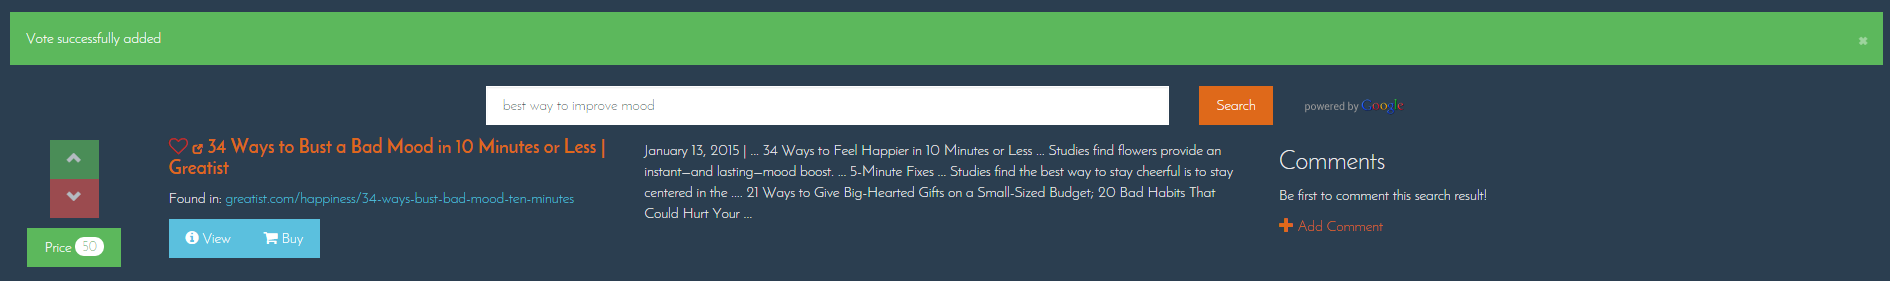 Vote successfully added
×
best way to improve mood
Search
powered by Google
34 Ways to Bust a Bad Mood in 10 Minutes or Less |
Greatist
Found in: greatist.com/happiness/34-ways-bust-bad-mood-ten-minutes
View
Buy
Price 50
January 13, 2015 | ... 34 Ways to Feel Happier in 10 Minutes or Less ... Studies find flowers provide an
instant—and lasting—mood boost. ... 5-Minute Fixes ... Studies find the best way to stay cheerful is to stay
centered in the .... 21 Ways to Give Big-Hearted Gifts on a Small-Sized Budget; 20 Bad Habits That
Could Hurt Your ...
Comments
Be first to comment this search result!
Add Comment